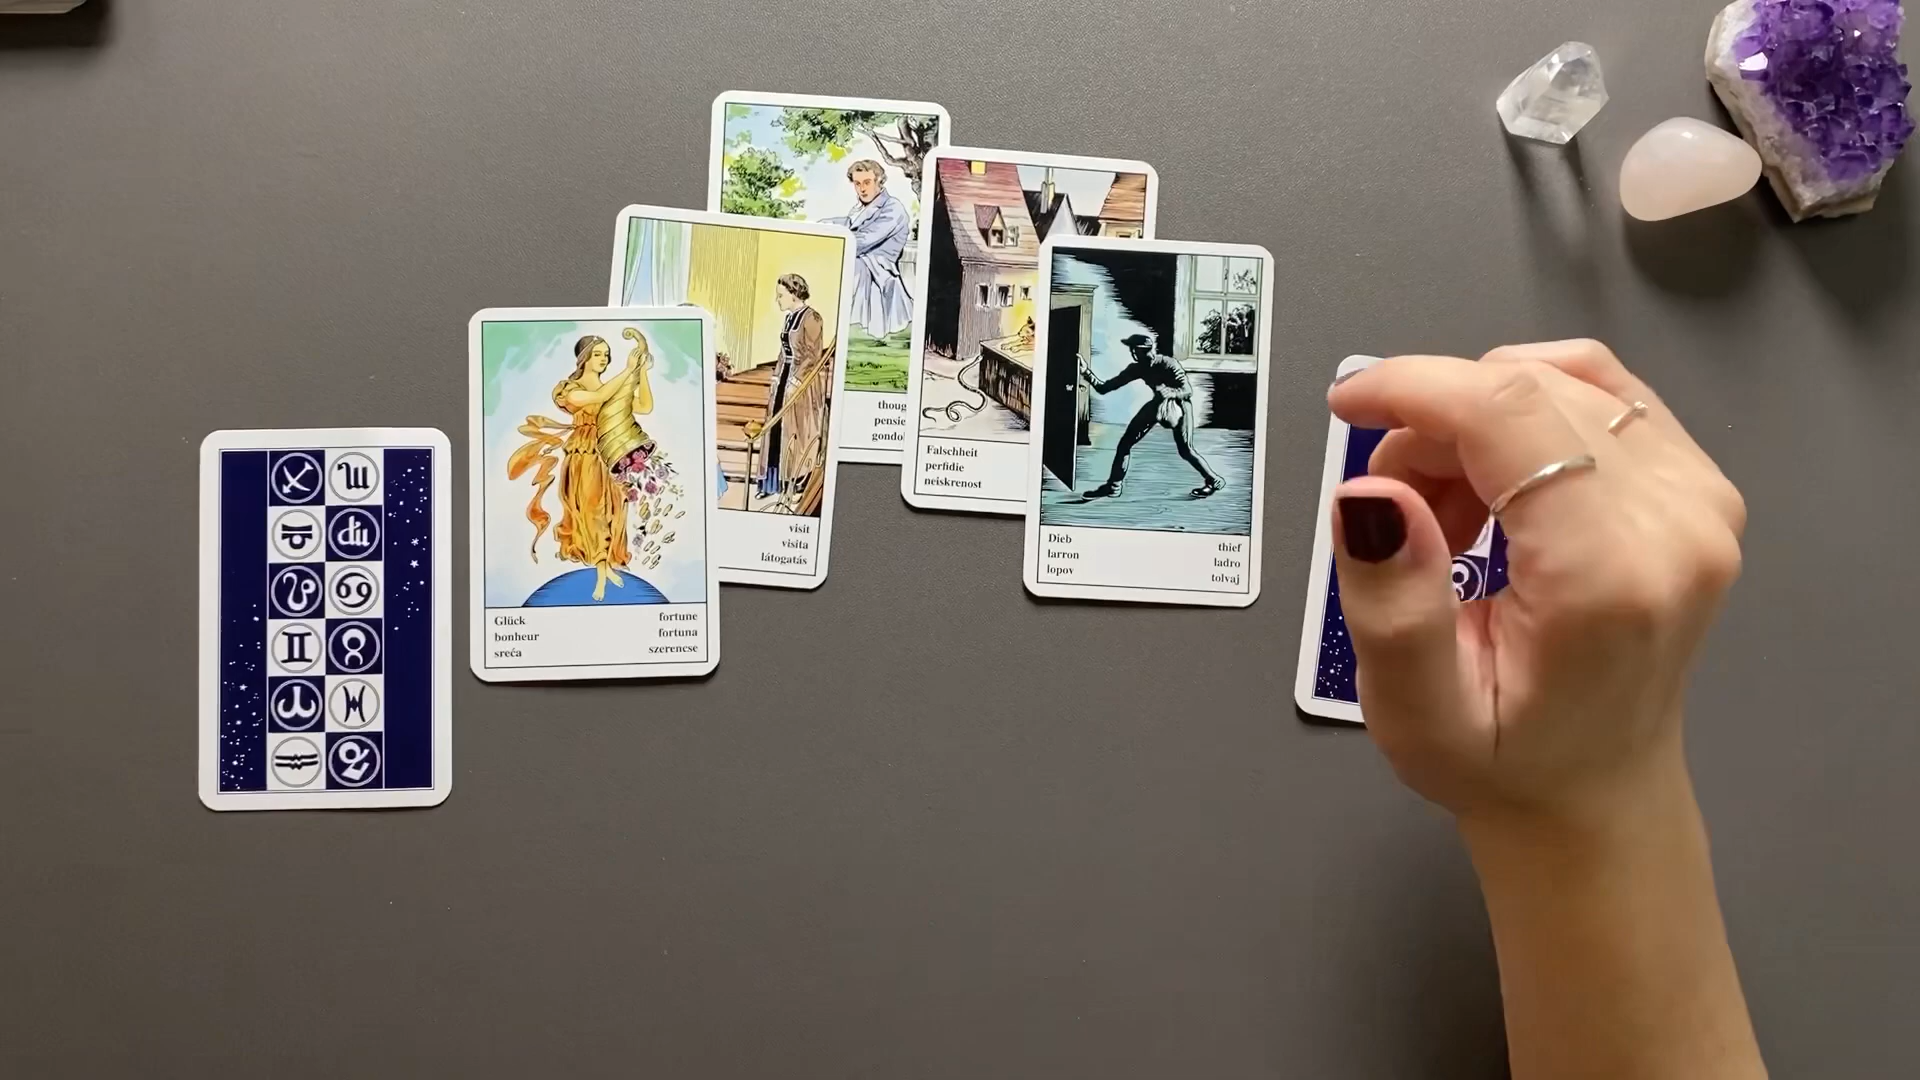 Glück
bonheur
sreća
fortune
fortuna
szerencse
visit
visita
látogatás
Falschheit
perfidie
neiskrenost
Dieb
larron
lopov
thief
ladro
tolvaj